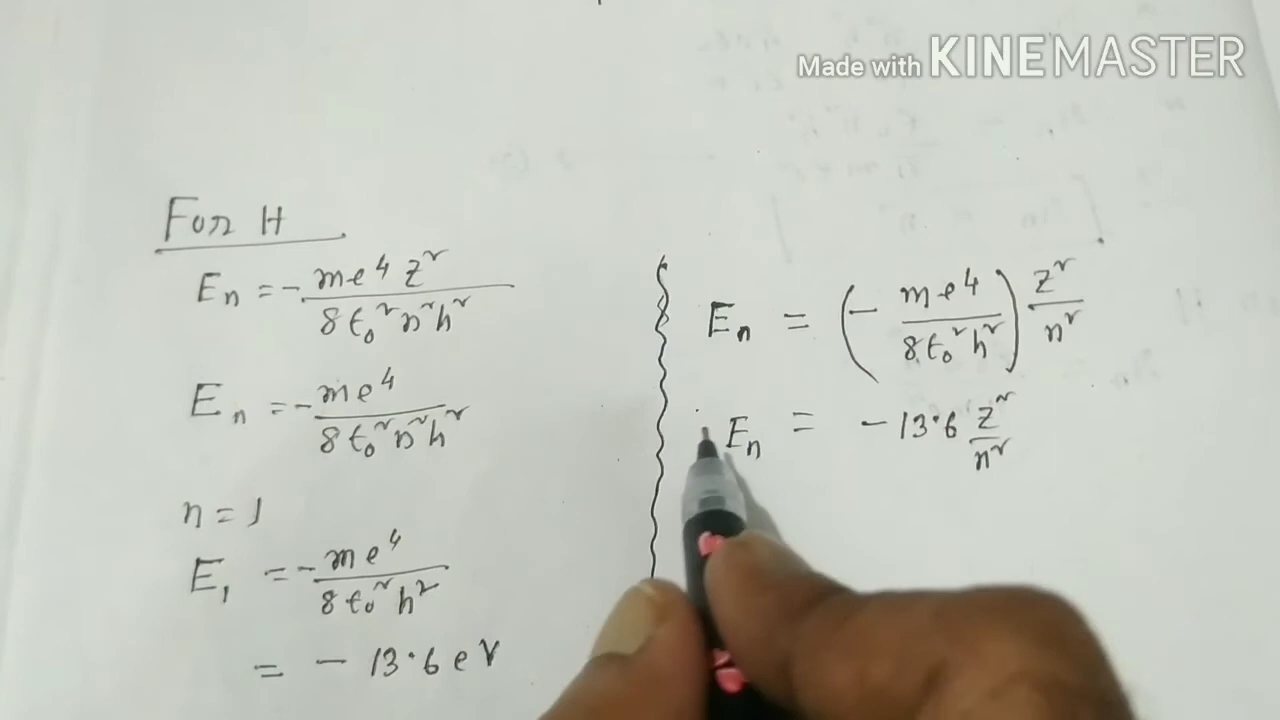 Made with KINEMASTER
For H
En = - me⁴ z² / 8ε₀² n² h²
En = - me⁴ / 8ε₀² n² h²
n = 1
E₁ = - me⁴ / 8ε₀² h²
= - 13.6 eV
En = (- me⁴ / 8ε₀² h²) z² / n²
En = - 13.6 z² / n²